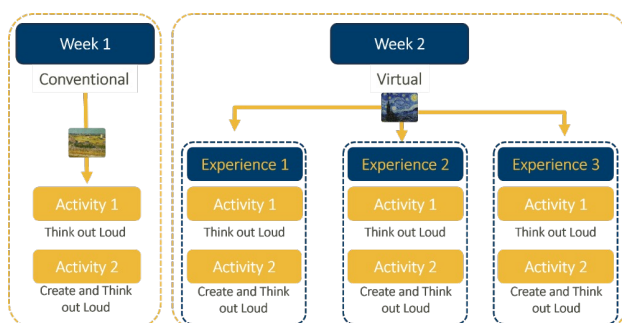 Week 1
Conventional
Activity 1
Think out Loud
Activity 2
Create and Think
out Loud
Week 2
Virtual
Experience 1
Activity 1
Think out Loud
Activity 2
Create and Think
out Loud
Experience 2
Activity 1
Think out Loud
Activity 2
Create and Think
out Loud
Experience 3
Activity 1
Think out Loud
Activity 2
Create and Think
out Loud